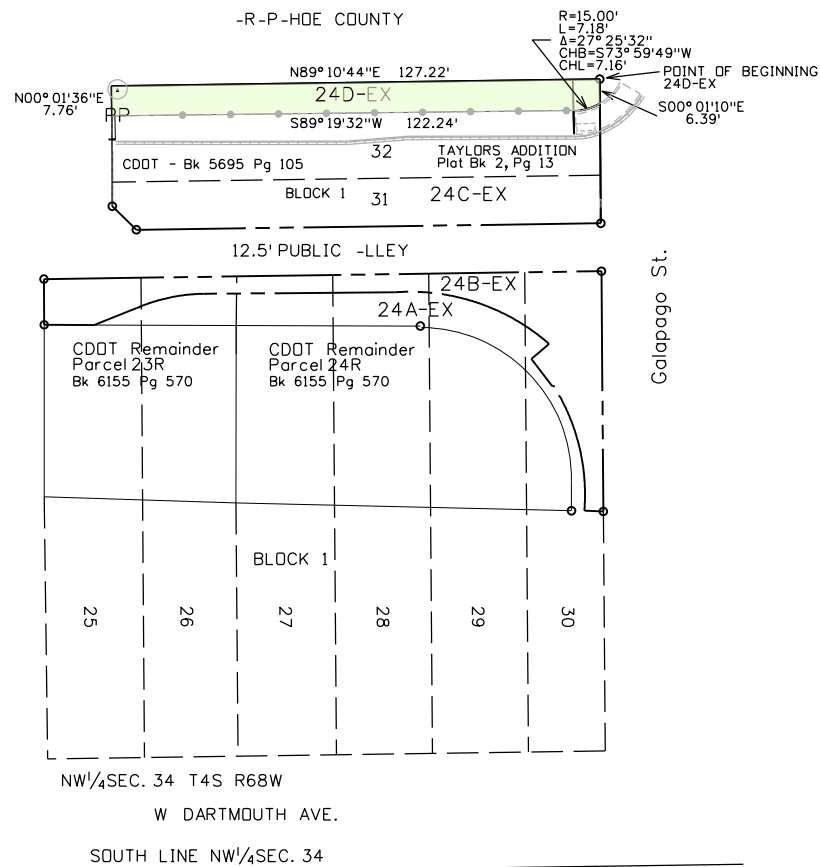 -R-P-HOE COUNTY
R=15.00'
L=7.18'
Δ=27°25'32"
CHB=S73°59'49"W
CHL=7.16'
N89°10'44"E 127.22'
POINT OF BEGINNING
24D-EX
N00°01'36"E
7.76'
24D-EX
S00°01'10"E
6.39'
PP
S89°19'32"W 122.24'
32
TAYLORS ADDITION
Plat Bk 2, Pg 13
CDOT - Bk 5695 Pg 105
BLOCK 1 31 24C-EX
12.5' PUBLIC -LLEY
24B-EX
24A-EX
Galapago St.
CDOT Remainder
Parcel 23R
Bk 6155 Pg 570
CDOT Remainder
Parcel 24R
Bk 6155 Pg 570
BLOCK 1
25 26 27 28 29 30
NW¹/4SEC. 34 T4S R68W
W DARTMOUTH AVE.
SOUTH LINE NW¹/4SEC. 34